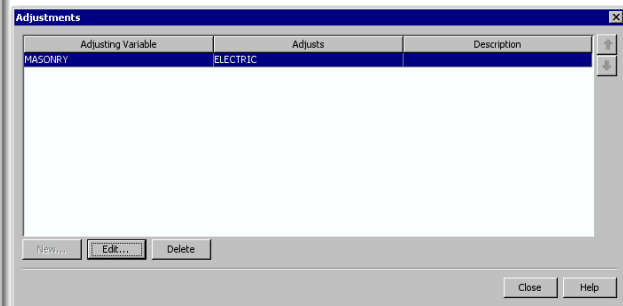 Adjustments
Adjusting Variable Adjusts Description
MASONRY ELECTRIC
New... Edit... Delete
Close Help